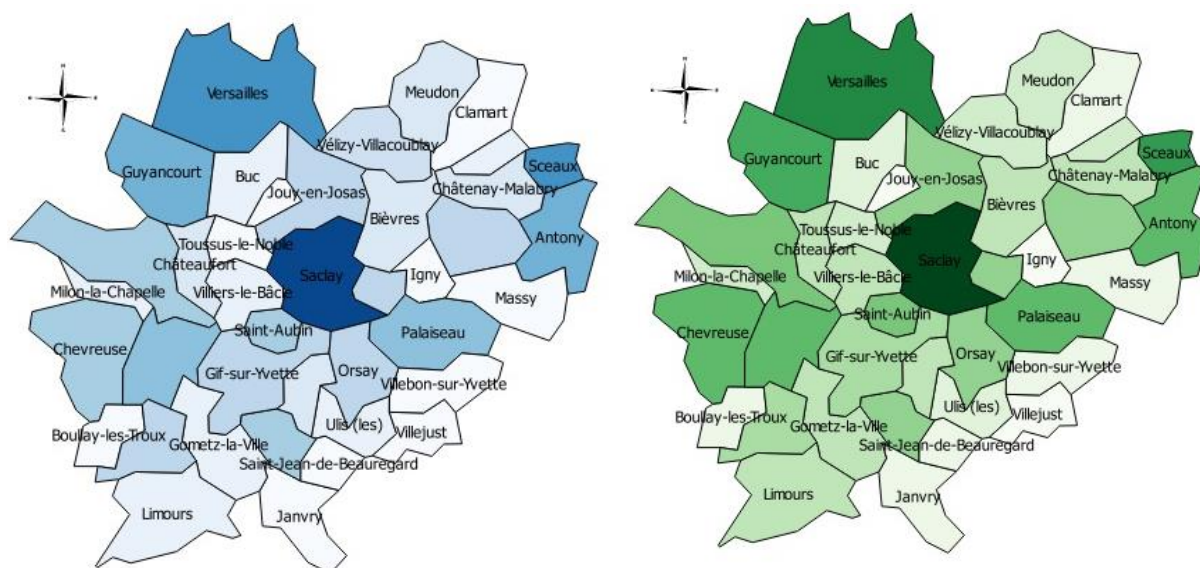 Versailles
Meudon
Clamart
Vélizy-Villacoublay
Guyancourt
Buc
Jouy-en-Josas
Sceaux
Châtenay-Malabry
Bièvres
Toussus-le-Noble
Antony
Châteaufort
Saclay
Igny
Milon-la-Chapelle
Villiers-le-Bâcle
Massy
Saint-Aubin
Palaiseau
Chevreuse
Gif-sur-Yvette
Orsay
Villebon-sur-Yvette
Boullay-les-Troux
Gometz-la-Ville
Ulis (les)
Villejust
Saint-Jean-de-Beauregard
Limours
Janvry
Versailles
Meudon
Clamart
Vélizy-Villacoublay
Guyancourt
Buc
Jouy-en-Josas
Sceaux
Châtenay-Malabry
Bièvres
Toussus-le-Noble
Antony
Châteaufort
Saclay
Igny
Milon-la-Chapelle
Villiers-le-Bâcle
Massy
Saint-Aubin
Palaiseau
Chevreuse
Gif-sur-Yvette
Orsay
Villebon-sur-Yvette
Boullay-les-Troux
Gometz-la-Ville
Ulis (les)
Villejust
Saint-Jean-de-Beauregard
Limours
Janvry